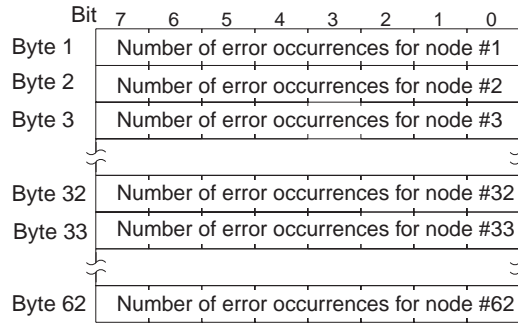 Bit 7 6 5 4 3 2 1 0
Byte 1 Number of error occurrences for node #1
Byte 2 Number of error occurrences for node #2
Byte 3 Number of error occurrences for node #3
Byte 32 Number of error occurrences for node #32
Byte 33 Number of error occurrences for node #33
Byte 62 Number of error occurrences for node #62